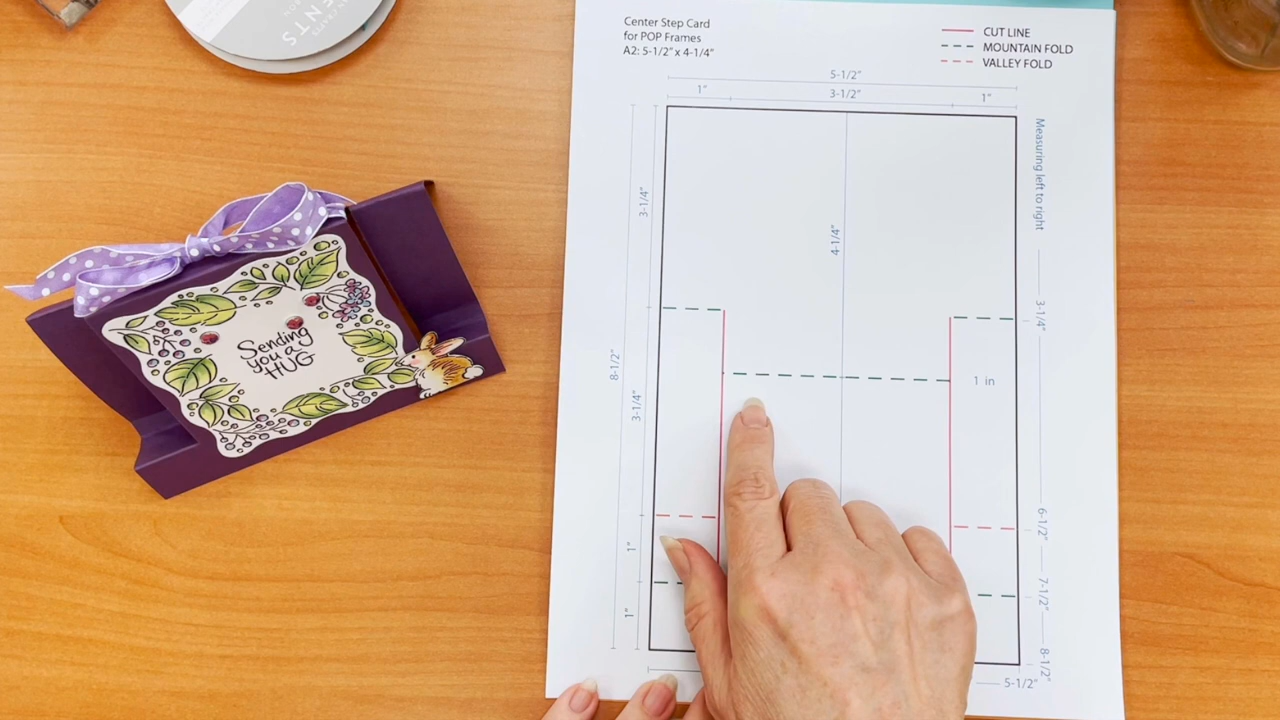 ENTS
Center Step Card
for POP Frames
A2: 5-1/2" x 4-1/4"
CUT LINE
MOUNTAIN FOLD
VALLEY FOLD
5-1/2"
1"
3-1/2"
1"
Measuring left to right
3-1/4"
4-1/4"
3-1/4"
8-1/2"
3-1/4"
1 in
Sending
you a
HUG
6-1/2"
1"
7-1/2"
1"
8-1/2"
5-1/2"